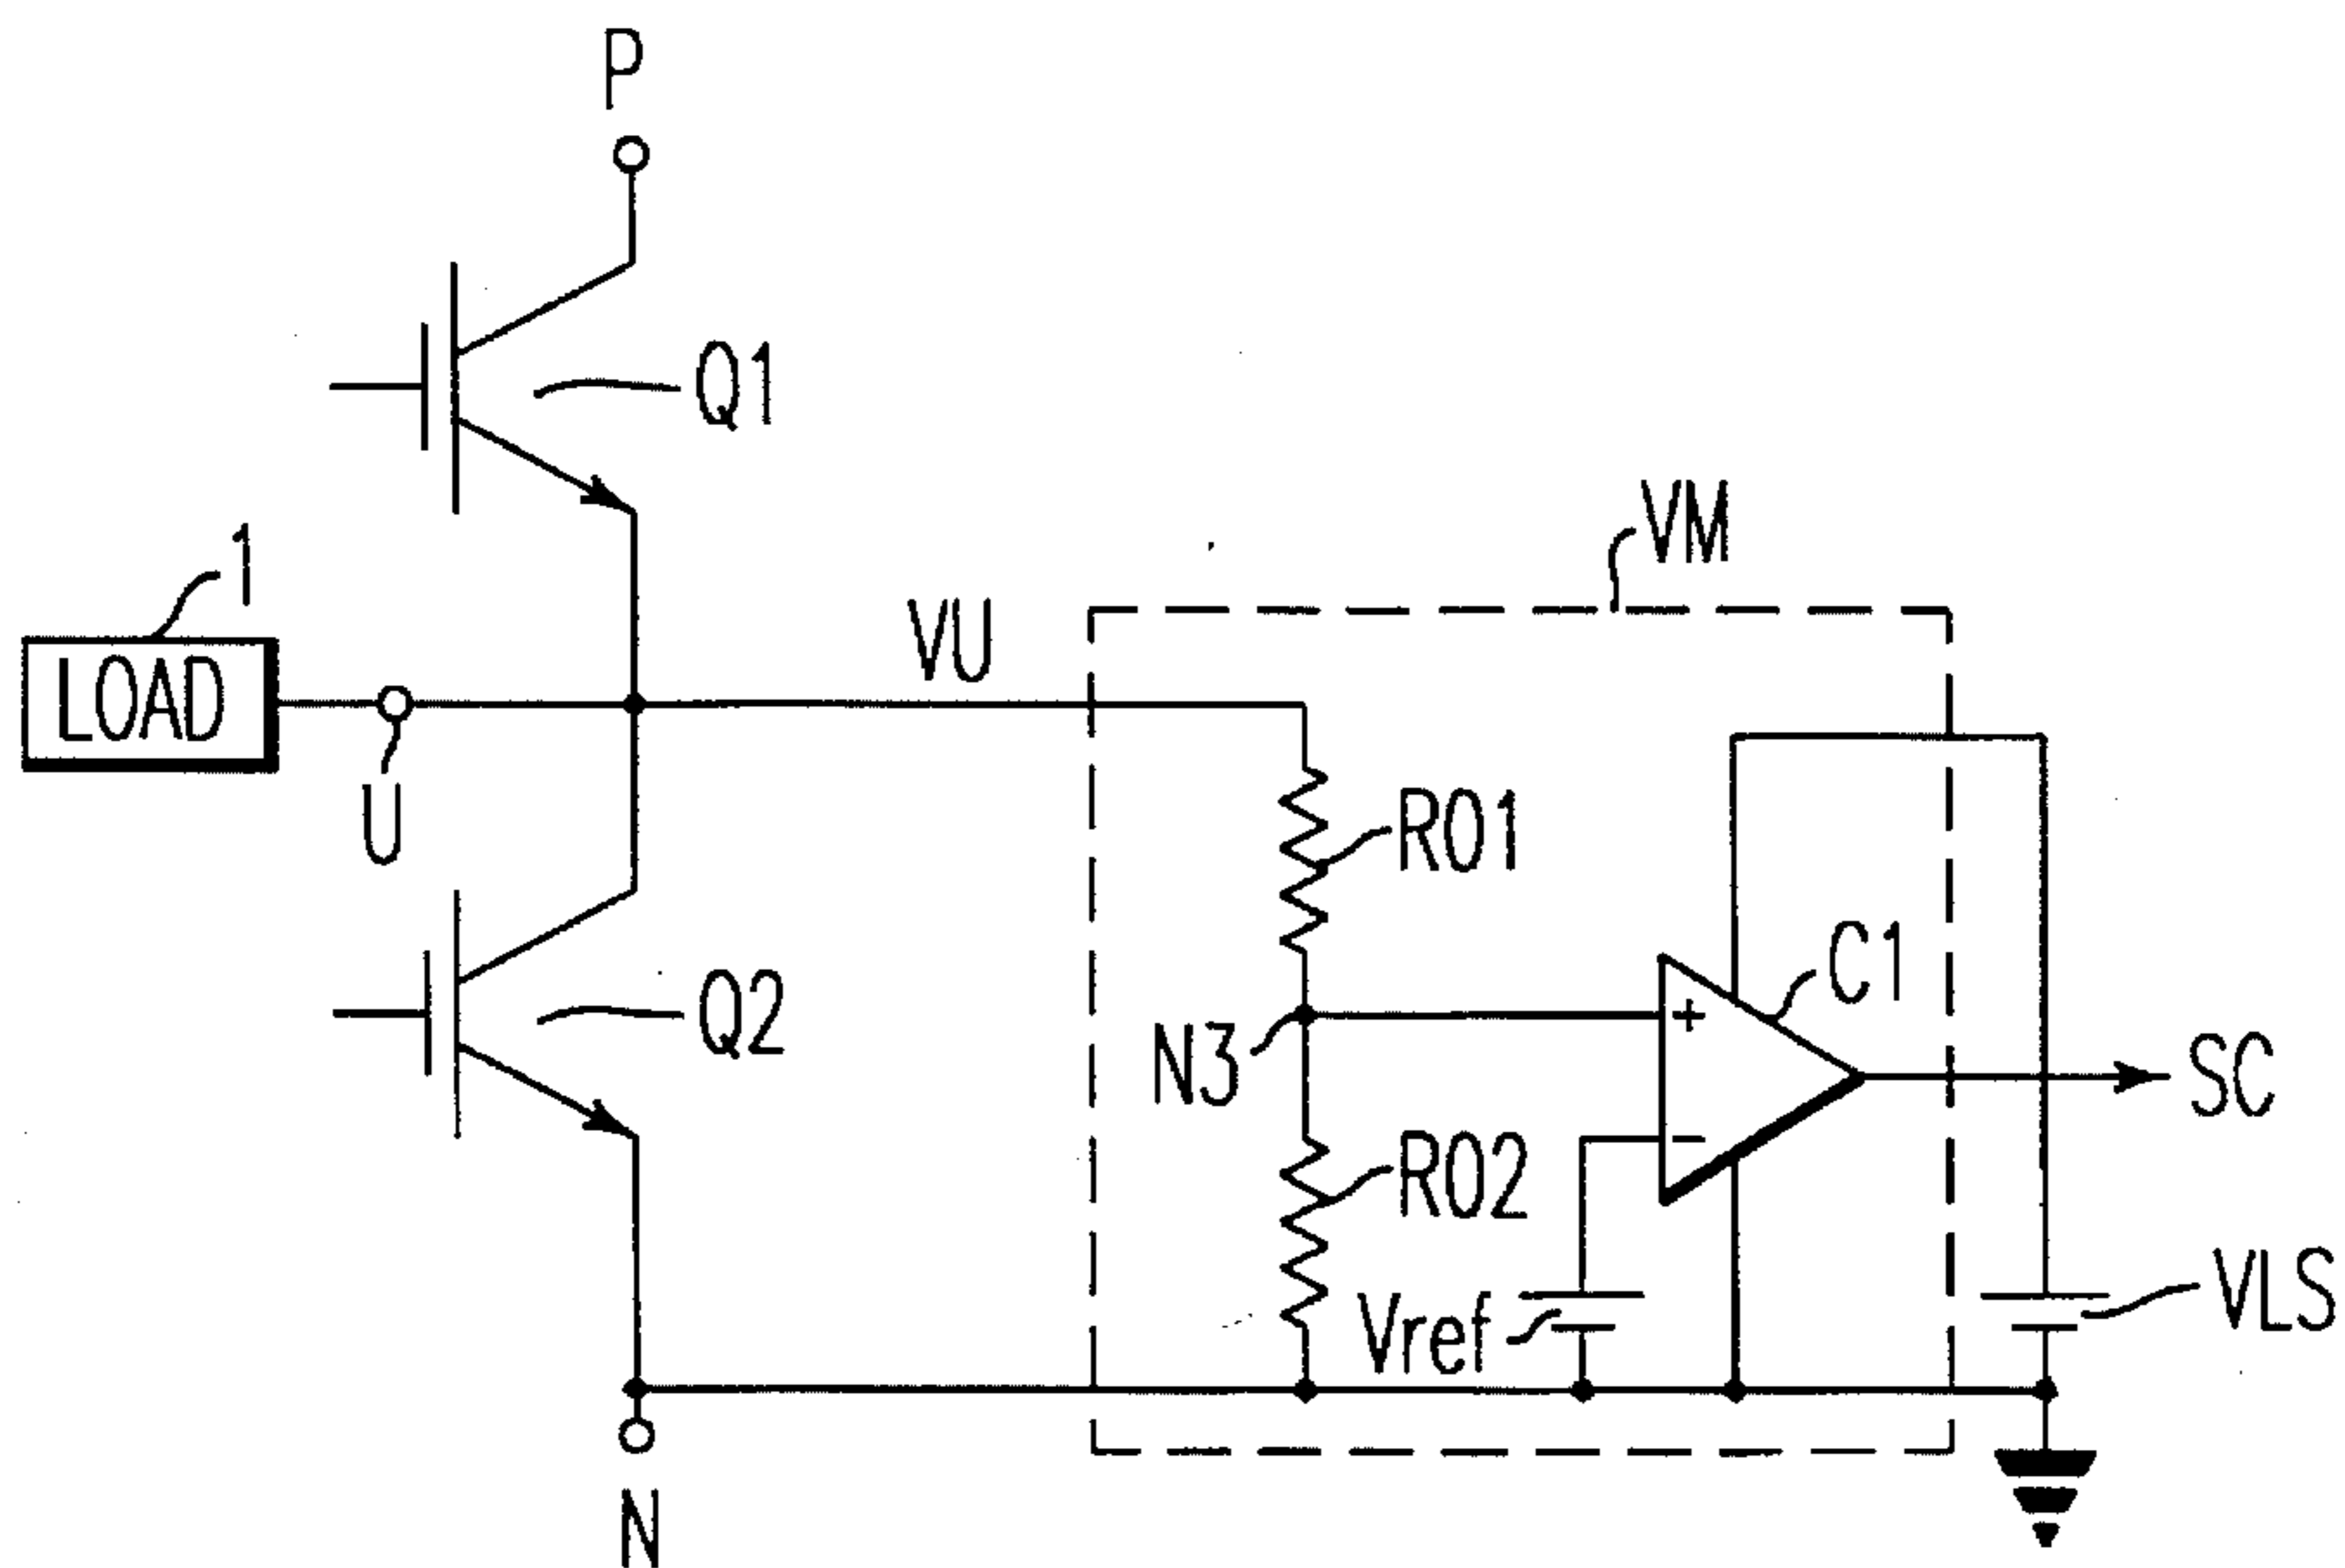 P
Q1
VM
1
VU
LOAD
U
R01
C1
Q2
N3
+
SC
R02
−
Vref
VLS
N